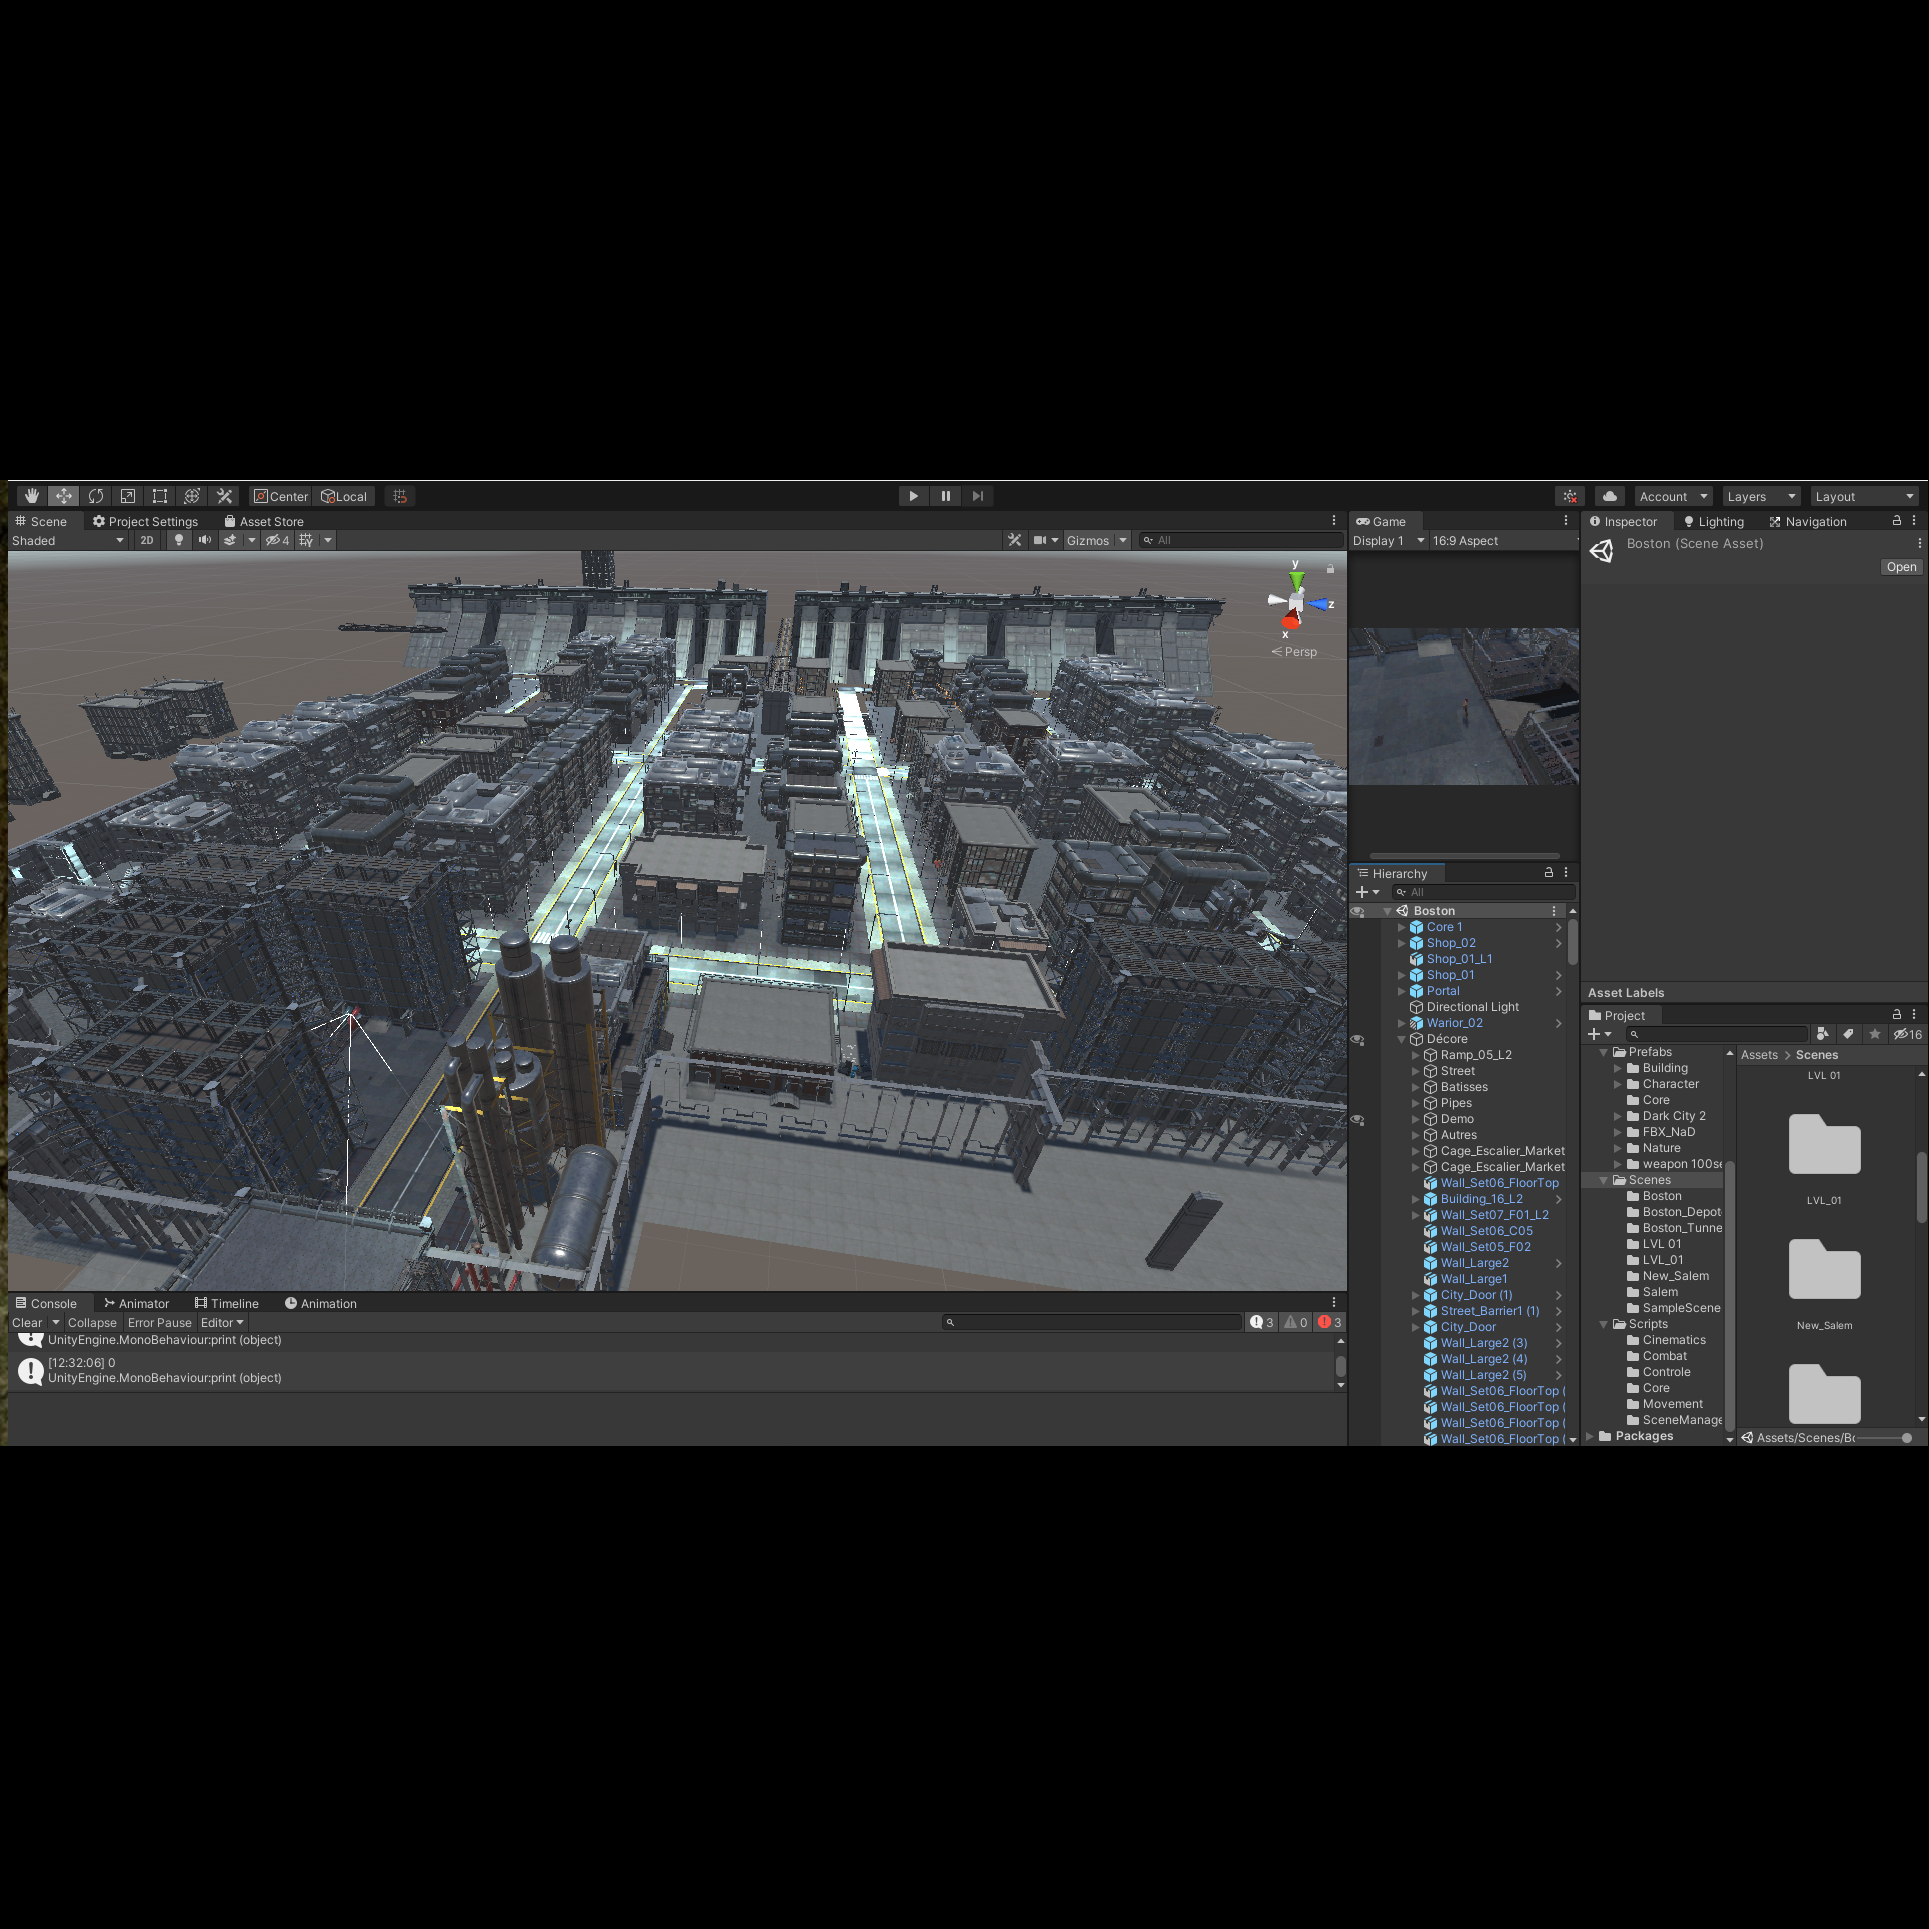 Center Local
Account Layers Layout
Scene Project Settings Asset Store
Shaded 2D 4 Gizmos All
y
z
x
Persp
Game
Display 1 16:9 Aspect
Inspector Lighting Navigation
Boston (Scene Asset)
Open
Hierarchy
All
Boston
Core 1
Shop_02
Shop_01_L1
Shop_01
Portal
Directional Light
Warior_02
Décore
Ramp_05_L2
Street
Batisses
Pipes
Demo
Autres
Cage_Escalier_Market
Cage_Escalier_Market
Wall_Set06_FloorTop
Building_16_L2
Wall_Set07_F01_L2
Wall_Set06_C05
Wall_Set05_F02
Wall_Large2
Wall_Large1
City_Door (1)
Street_Barrier1 (1)
City_Door
Wall_Large2 (3)
Wall_Large2 (4)
Wall_Large2 (5)
Wall_Set06_FloorTop (
Wall_Set06_FloorTop (
Wall_Set06_FloorTop (
Wall_Set06_FloorTop (
Asset Labels
Project
16
Prefabs
Building
Character
Core
Dark City 2
FBX_NaD
Nature
weapon 100se
Scenes
Boston
Boston_Depot
Boston_Tunne
LVL 01
LVL_01
New_Salem
Salem
SampleScene
Scripts
Cinematics
Combat
Controle
Core
Movement
SceneManage
Packages
Assets > Scenes
LVL 01
LVL_01
New_Salem
Assets/Scenes/Bo
Console Animator Timeline Animation
Clear Collapse Error Pause Editor 3 0 3
UnityEngine.MonoBehaviour:print (object)
[12:32:06] 0
UnityEngine.MonoBehaviour:print (object)